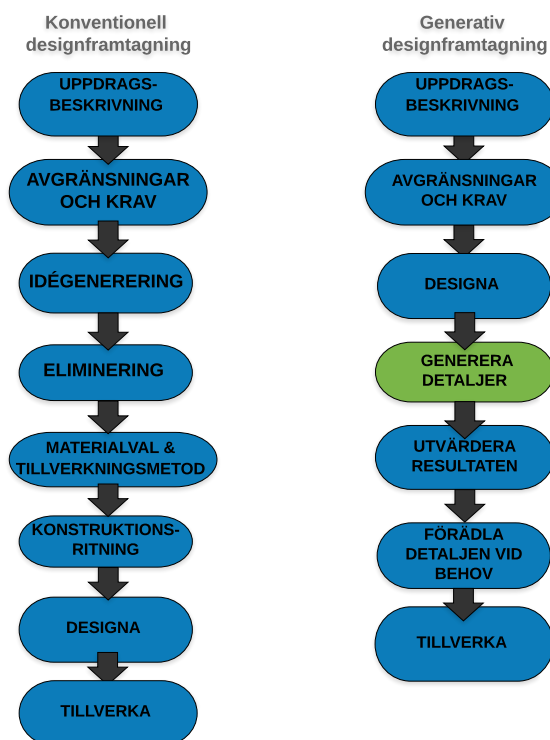 Konventionell
designframtagning
UPPDRAGS-
BESKRIVNING
AVGRÄNSNINGAR
OCH KRAV
IDÉGENERERING
ELIMINERING
MATERIALVAL &
TILLVERKNINGSMETOD
KONSTRUKTIONS-
RITNING
DESIGNA
TILLVERKA
Generativ
designframtagning
UPPDRAGS-
BESKRIVNING
AVGRÄNSNINGAR
OCH KRAV
DESIGNA
GENERERA
DETALJER
UTVÄRDERA
RESULTATEN
FÖRÄDLA
DETALJEN VID
BEHOV
TILLVERKA